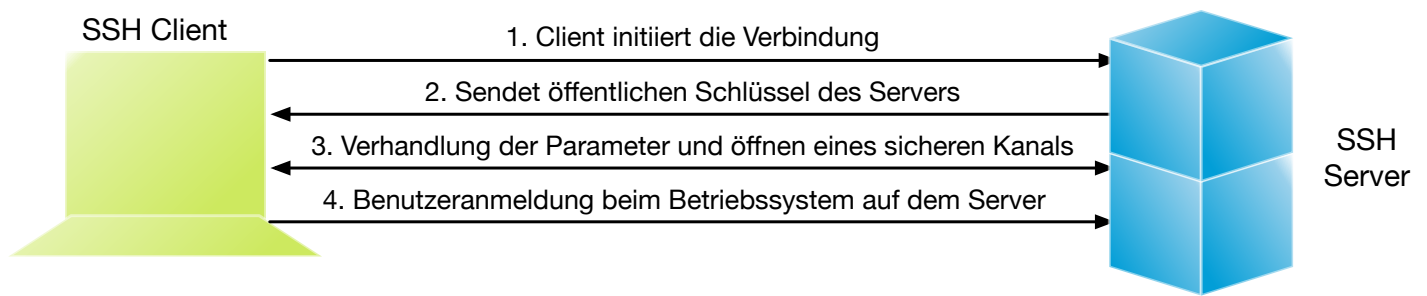 SSH Client
1. Client initiiert die Verbindung
2. Sendet öffentlichen Schlüssel des Servers
3. Verhandlung der Parameter und öffnen eines sicheren Kanals
4. Benutzeranmeldung beim Betriebssystem auf dem Server
SSH
Server